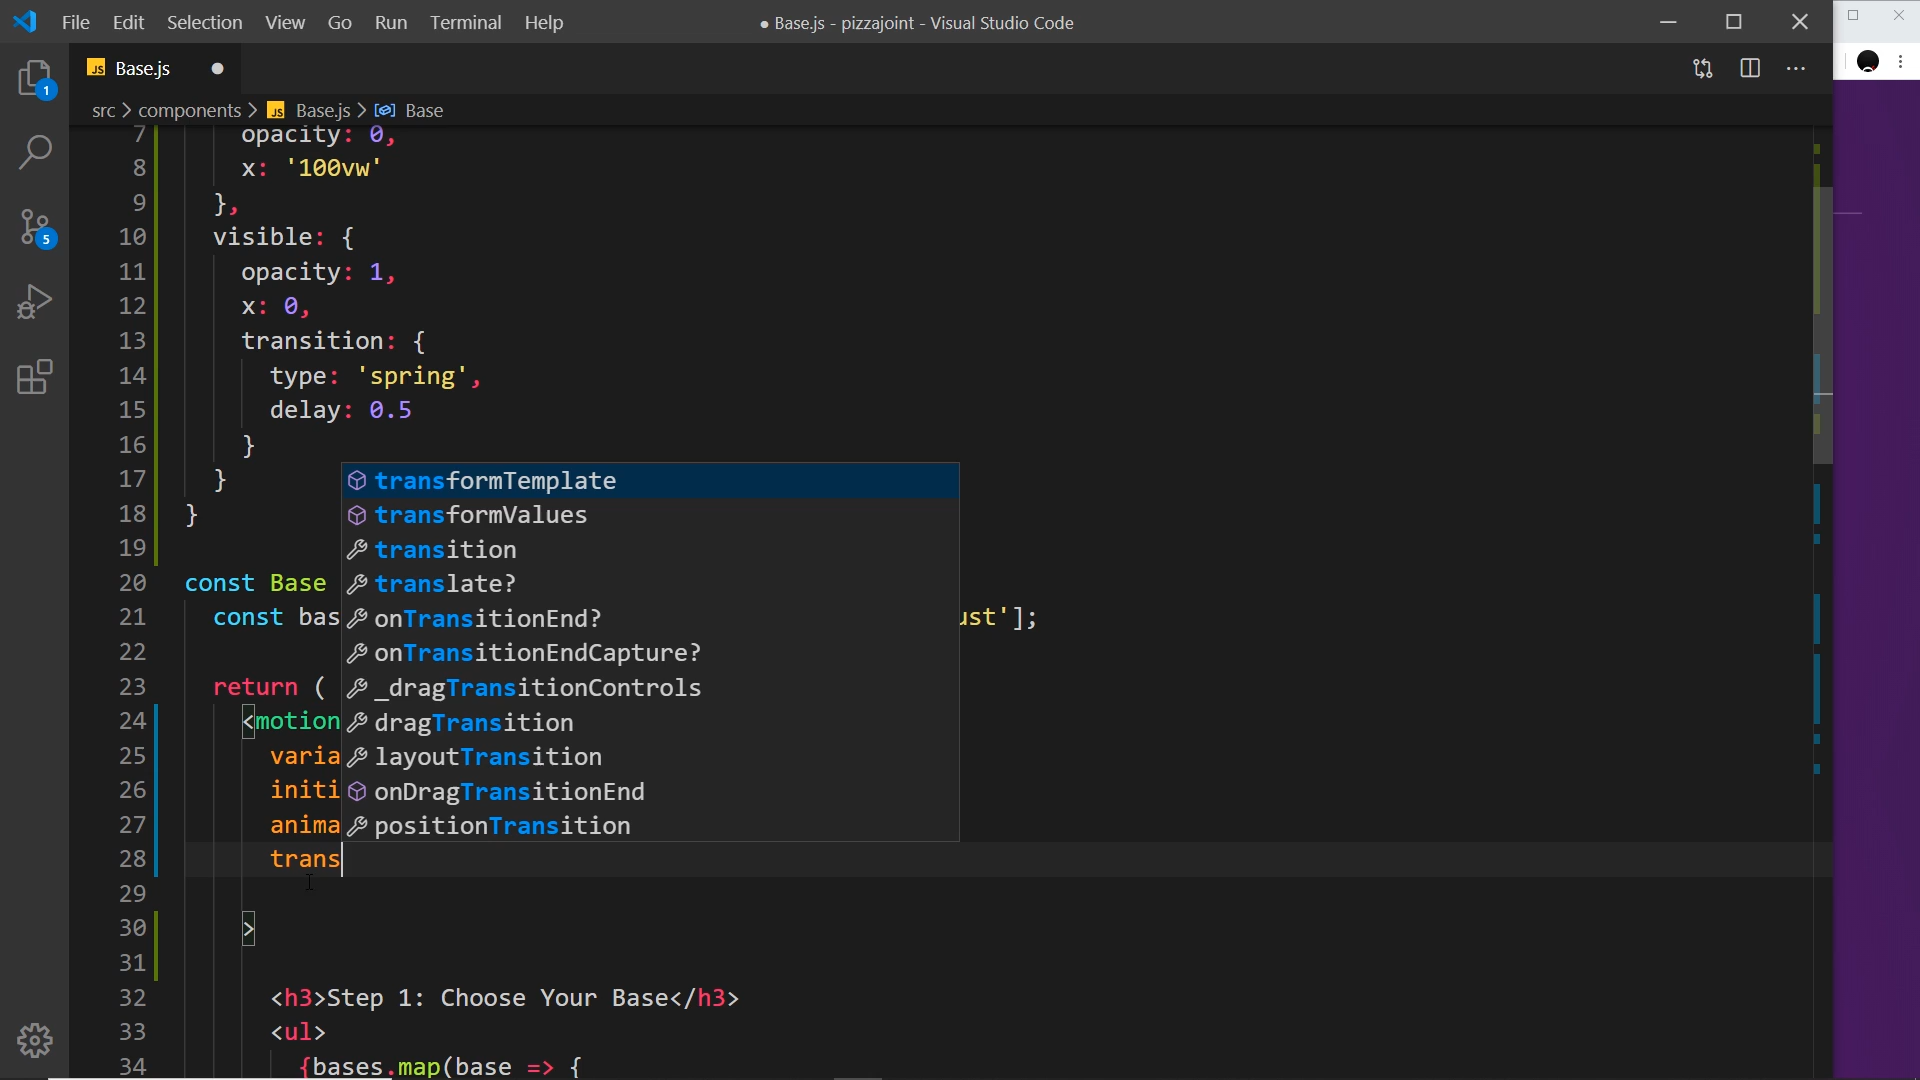 File Edit Selection View Go Run Terminal Help
● Base.js - pizzajoint - Visual Studio Code
JS Base.js ●
src > components > JS Base.js > Base
1
5
7 opacity: 0,
8 x: '100vw'
9 },
10 visible: {
11 opacity: 1,
12 x: 0,
13 transition: {
14 type: 'spring',
15 delay: 0.5
16 }
17 }
18 }
19
20 const Base
21 const bas ust'];
22
23 return (
24 <motion
25 varia
26 initi
27 anima
28 trans
29
30 >
31
32 <h3>Step 1: Choose Your Base</h3>
33 <ul>
34 {bases.map(base => {
transformTemplate
transformValues
transition
translate?
onTransitionEnd?
onTransitionEndCapture?
_dragTransitionControls
dragTransition
layoutTransition
onDragTransitionEnd
positionTransition